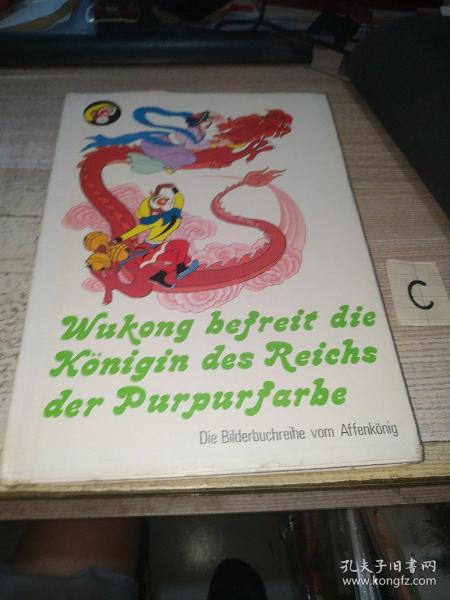 Wukong befreit die
Königin des Reichs
der Purpurfarbe
Die Bilderbuchreihe vom Affenkönig
C
孔夫子旧书网
www.kongfz.com